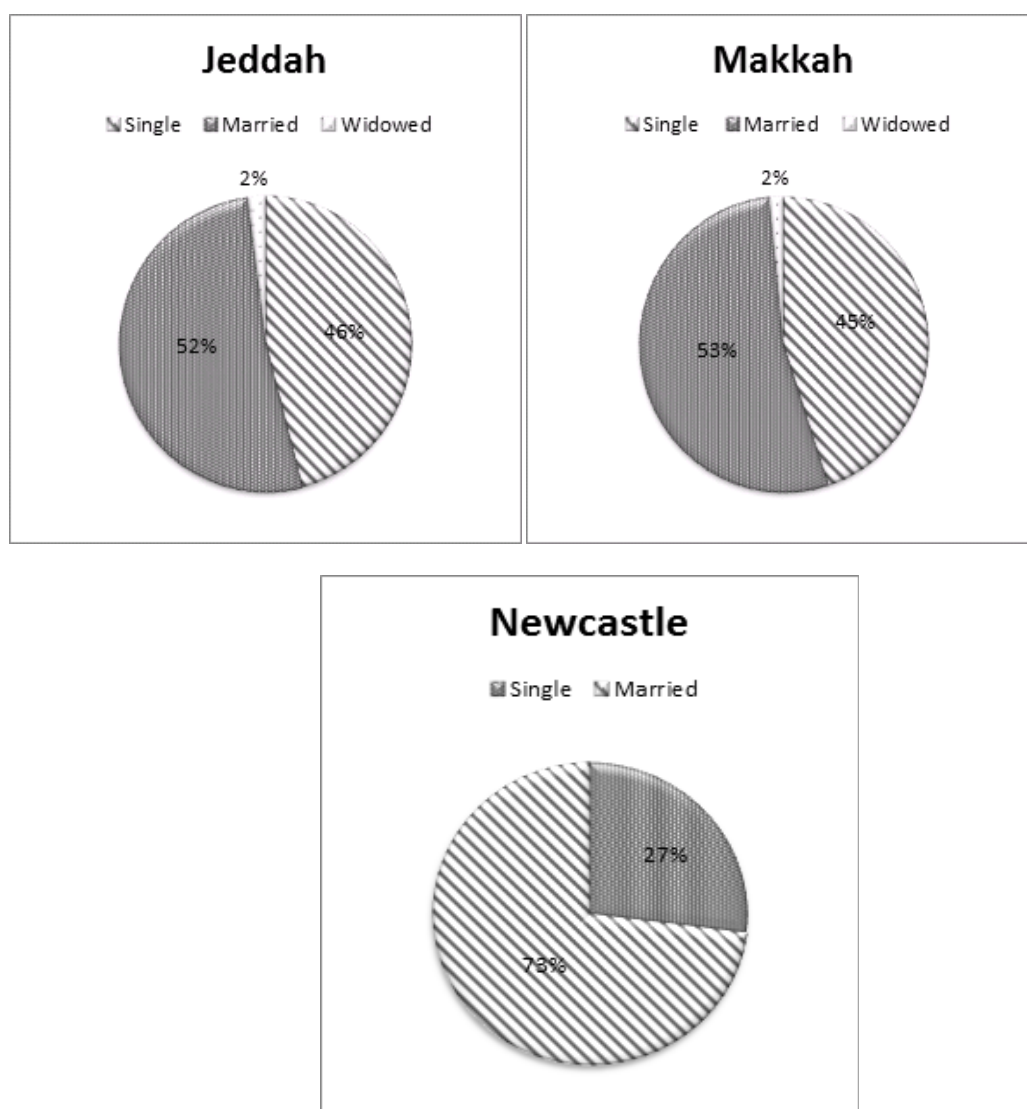 Jeddah
Single Married Widowed
2%
46%
52%
Makkah
Single Married Widowed
2%
45%
53%
Newcastle
Single Married
27%
73%